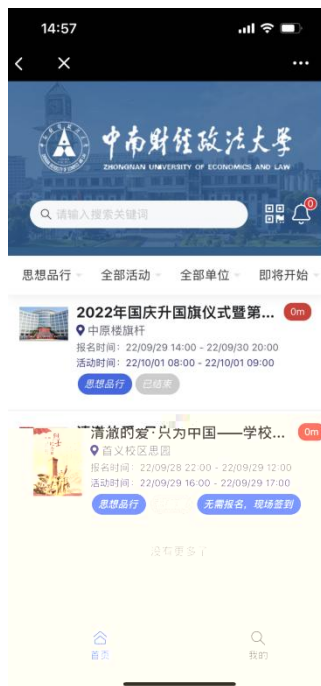 14:57
中南财经政法大学
ZHONGNAN UNIVERSITY OF ECONOMICS AND LAW
请输入搜索关键词
0
思想品行 全部活动 全部单位 即将开始
2022年国庆升国旗仪式暨第... 0m
中原楼旗杆
报名时间：22/09/29 14:00 - 22/09/30 20:00
活动时间：22/10/01 08:00 - 22/10/01 09:00
思想品行 已结束
清澈的爱·只为中国——学校... 0m
首义校区思园
报名时间：22/09/28 22:00 - 22/09/29 12:00
活动时间：22/09/29 16:00 - 22/09/29 17:00
思想品行 无需报名，现场签到
没有更多了
首页 我的